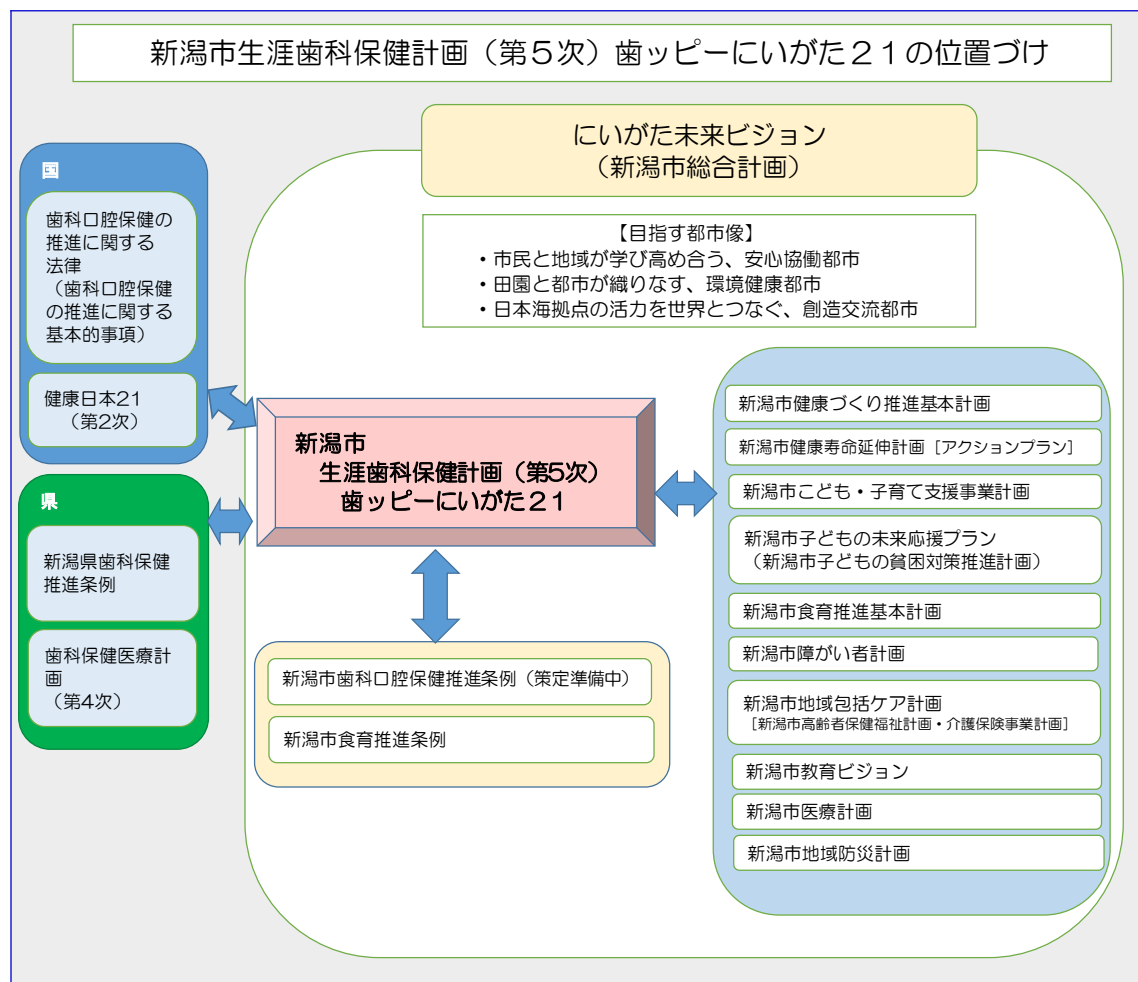 新潟市生涯歯科保健計画（第５次）歯ッピーにいがた２１の位置づけ
にいがた未来ビジョン
（新潟市総合計画）
【目指す都市像】
・市民と地域が学び高め合う、安心協働都市
・田園と都市が織りなす、環境健康都市
・日本海拠点の活力を世界とつなぐ、創造交流都市
国
歯科口腔保健の
推進に関する
法律
（歯科口腔保健
の推進に関する
基本的事項）
健康日本21
（第2次）
県
新潟県歯科保健
推進条例
歯科保健医療計
画
（第4次）
新潟市
生涯歯科保健計画（第5次）
歯ッピーにいがた２１
新潟市歯科口腔保健推進条例（策定準備中）
新潟市食育推進条例
新潟市健康づくり推進基本計画
新潟市健康寿命延伸計画［アクションプラン］
新潟市こども・子育て支援事業計画
新潟市子どもの未来応援プラン
（新潟市子どもの貧困対策推進計画）
新潟市食育推進基本計画
新潟市障がい者計画
新潟市地域包括ケア計画
［新潟市高齢者保健福祉計画・介護保険事業計画］
新潟市教育ビジョン
新潟市医療計画
新潟市地域防災計画